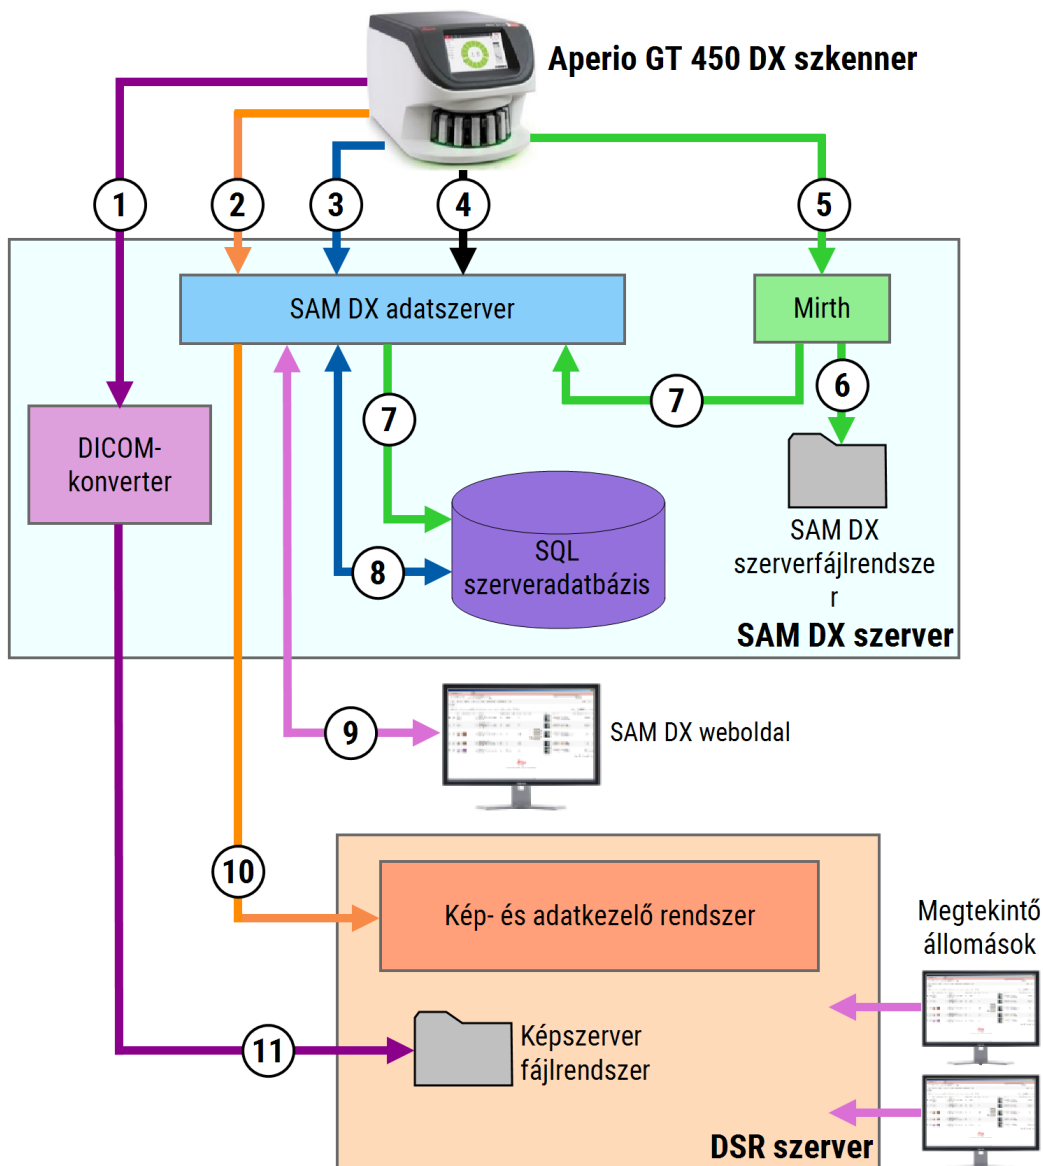 Aperio GT 450 DX szkenner
1
2
3
4
5
SAM DX adatszerver
Mirth
7
7
6
DICOM-
konverter
SAM DX
szerverfájlrendsze
r
SQL
szerveradatbázis
8
SAM DX szerver
9
SAM DX weboldal
10
Kép- és adatkezelő rendszer
Megtekintő
állomások
11
Képszerver
fájlrendszer
DSR szerver